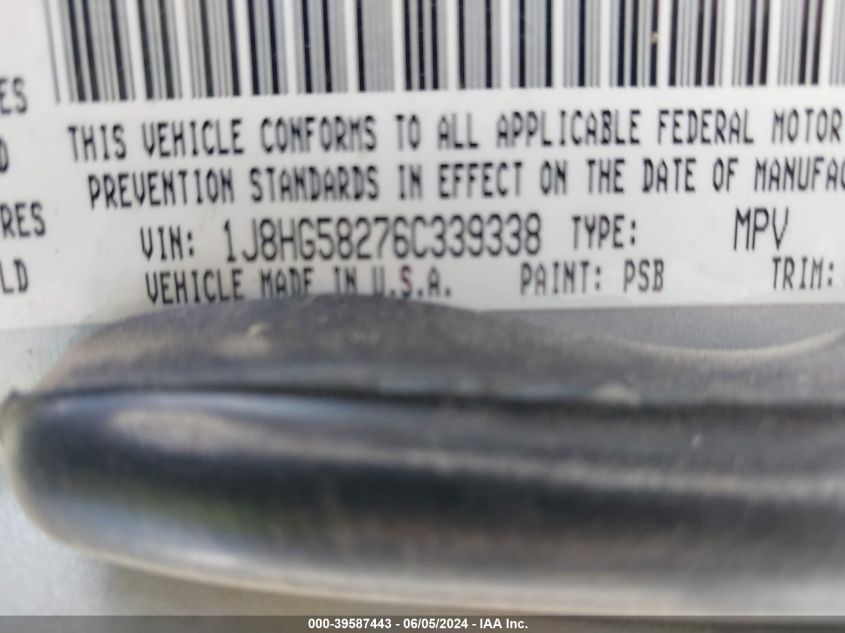 ES
D
RES
LD
THIS VEHICLE CONFORMS TO ALL APPLICABLE FEDERAL MOTOR
PREVENTION STANDARDS IN EFFECT ON THE DATE OF MANUFAC
VIN: 1J8HG58276C339338 TYPE: MPV
VEHICLE MADE IN U.S.A. PAINT: PSB TRIM:
000-39587443 - 06/05/2024 - IAA Inc.